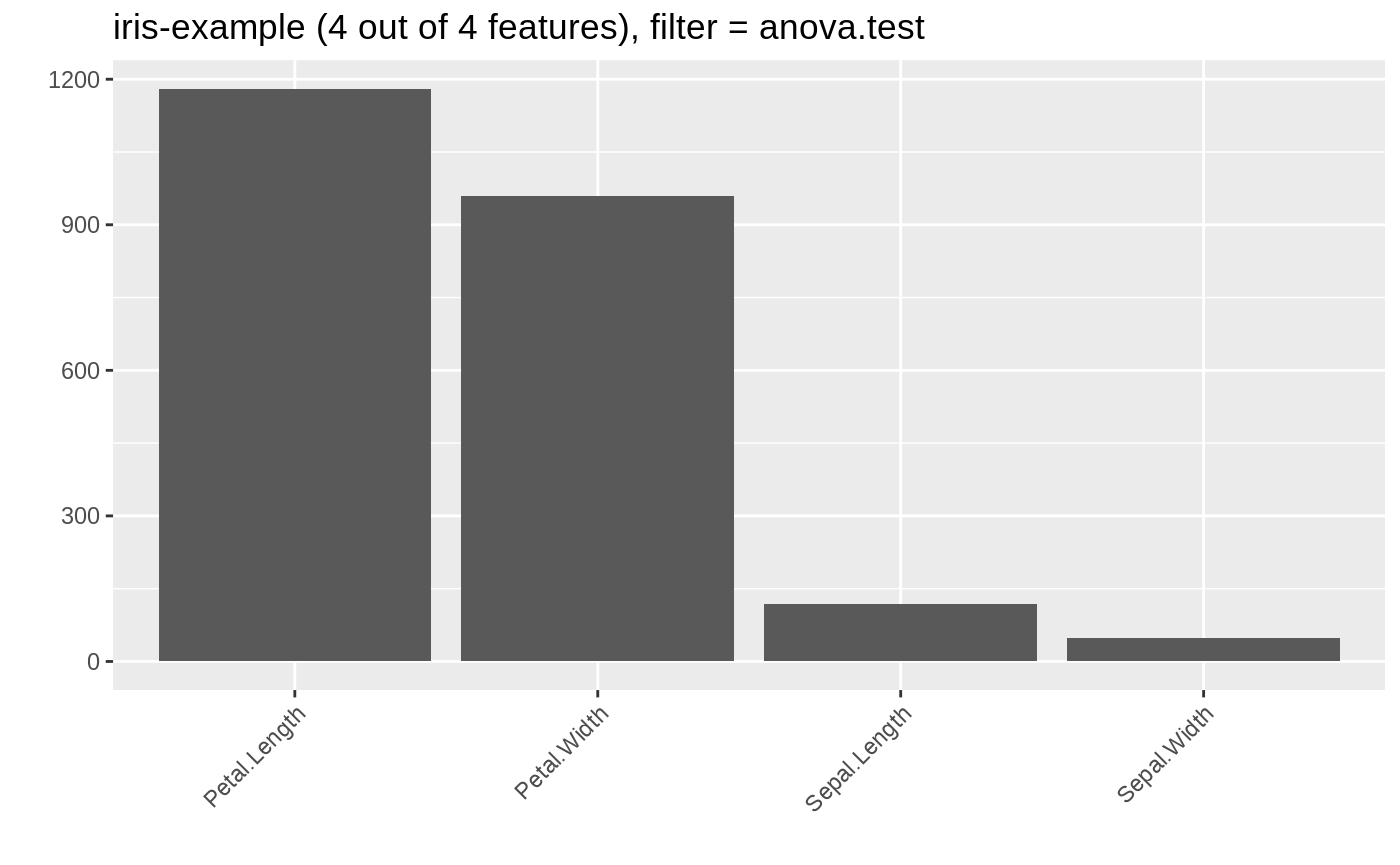 iris-example (4 out of 4 features), filter = anova.test
1200
900
600
300
0
Petal.Length
Petal.Width
Sepal.Length
Sepal.Width